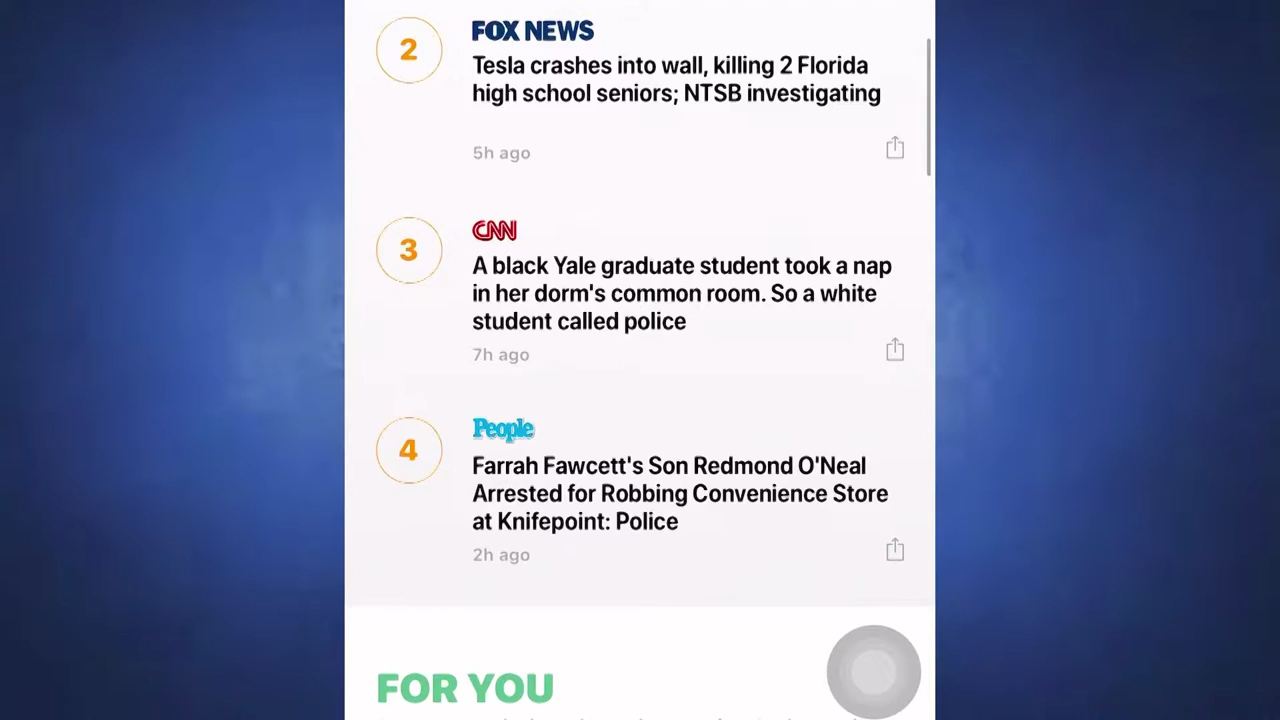 2
FOX NEWS
Tesla crashes into wall, killing 2 Florida
high school seniors; NTSB investigating
5h ago
3
CNN
A black Yale graduate student took a nap
in her dorm's common room. So a white
student called police
7h ago
4
People
Farrah Fawcett's Son Redmond O'Neal
Arrested for Robbing Convenience Store
at Knifepoint: Police
2h ago
FOR YOU